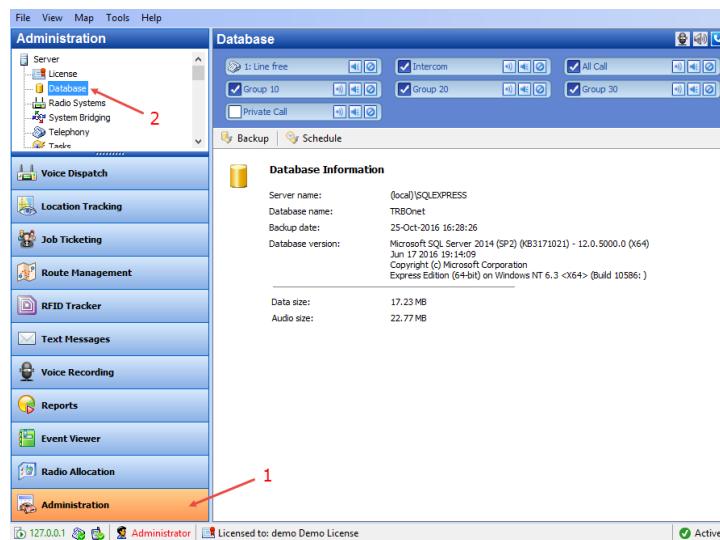 File View Map Tools Help
Administration
Database
Server
License
Database
Radio Systems
System Bridging
Telephony
Tasks
2
1: Line free
Intercom
All Call
Group 10
Group 20
Group 30
Private Call
Backup
Schedule
Database Information
Server name: (local)\SQLEXPRESS
Database name: TRBOnet
Backup date: 25-Oct-2016 16:28:26
Database version: Microsoft SQL Server 2014 (SP2) (KB3171021) - 12.0.5000.0 (X64)
Jun 17 2016 19:14:09
Copyright (c) Microsoft Corporation
Express Edition (64-bit) on Windows NT 6.3 <X64> (Build 10586: )
Data size: 17.23 MB
Audio size: 22.77 MB
Voice Dispatch
Location Tracking
Job Ticketing
Route Management
RFID Tracker
Text Messages
Voice Recording
Reports
Event Viewer
Radio Allocation
Administration
1
127.0.0.1
Administrator
Licensed to: demo Demo License
Active